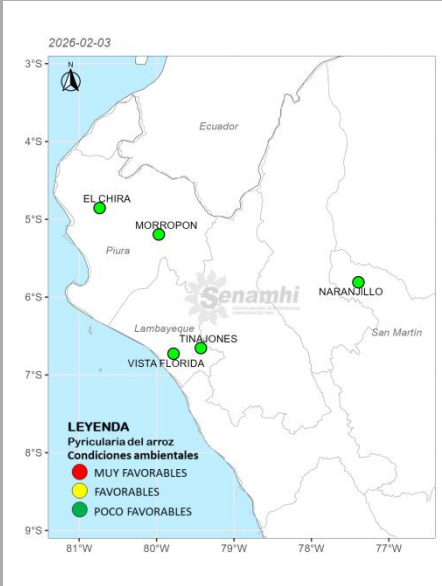 2026-02-03
3°S
N
Ecuador
4°S
EL CHIRA
5°S
MORROPON
Piura
NARANJILLO
6°S
Senamhi
Lambayeque
TINAJONES
San Martín
VISTA FLORIDA
7°S
LEYENDA
Pyricularia del arroz
Condiciones ambientales
MUY FAVORABLES
8°S
FAVORABLES
POCO FAVORABLES
9°S
81°W 80°W 79°W 78°W 77°W